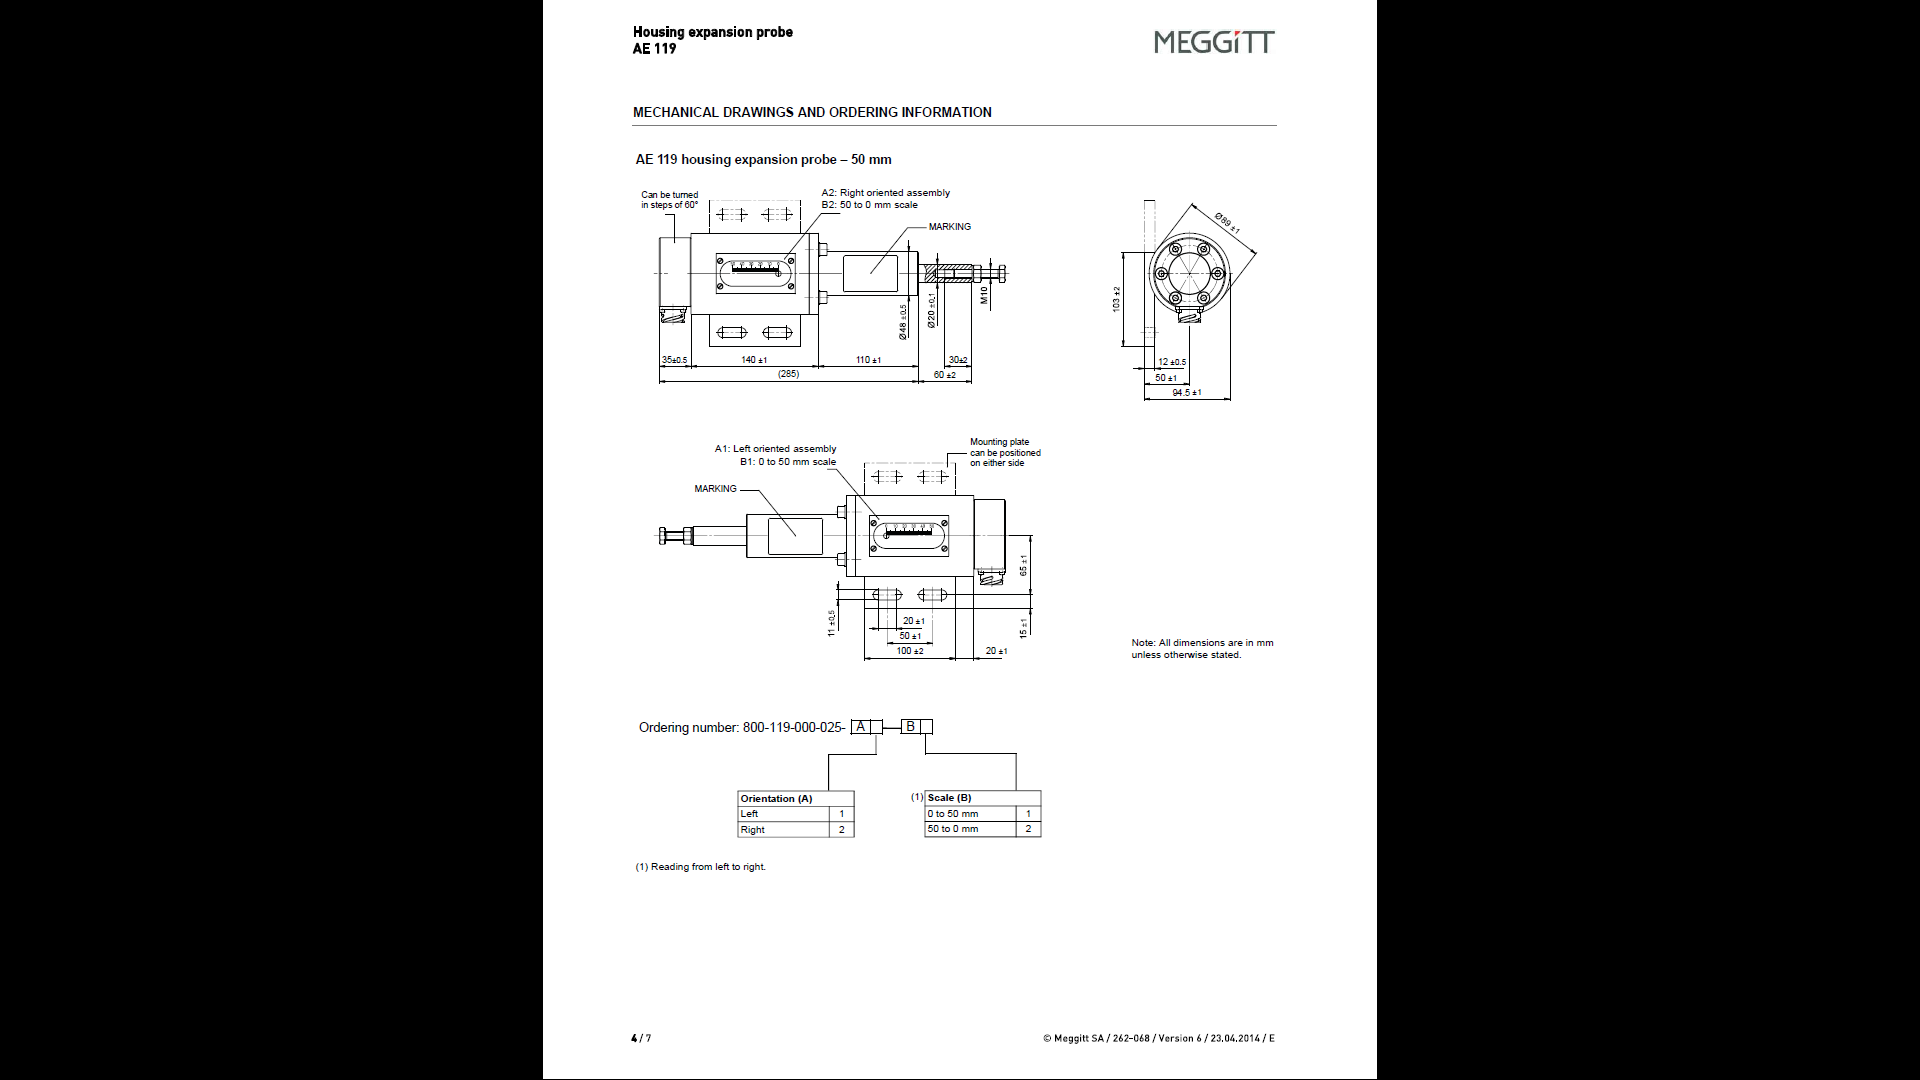 Housing expansion probe
AE 119
MEGGiTT
MECHANICAL DRAWINGS AND ORDERING INFORMATION
AE 119 housing expansion probe – 50 mm
Can be turned
in steps of 60°
A2: Right oriented assembly
B2: 50 to 0 mm scale
MARKING
Ø48 ±0.5
Ø20 ±0.1
M10
35±0.5
140 ±1
110 ±1
30±2
(285)
60 ±2
Ø89 ±1
103 ±2
12 ±0.5
50 ±1
94.5 ±1
A1: Left oriented assembly
B1: 0 to 50 mm scale
MARKING
Mounting plate
can be positioned
on either side
65 ±1
11 ±0.5
15 ±1
20 ±1
50 ±1
100 ±2
20 ±1
Note: All dimensions are in mm
unless otherwise stated.
Ordering number: 800-119-000-025- A B
Orientation (A)
Left 1
Right 2
(1) Scale (B)
0 to 50 mm 1
50 to 0 mm 2
(1) Reading from left to right.
4 / 7
© Meggitt SA / 262-068 / Version 6 / 23.04.2014 / E